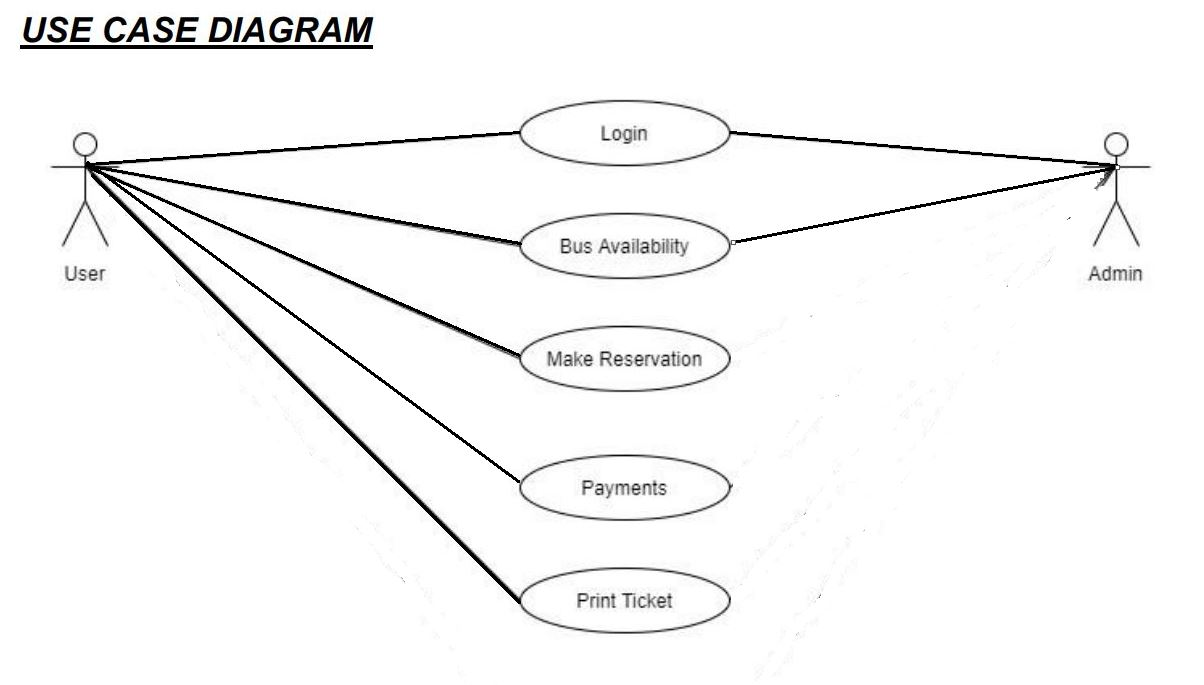 USE CASE DIAGRAM
Login
Bus Availability
User
Admin
Make Reservation
Payments
Print Ticket